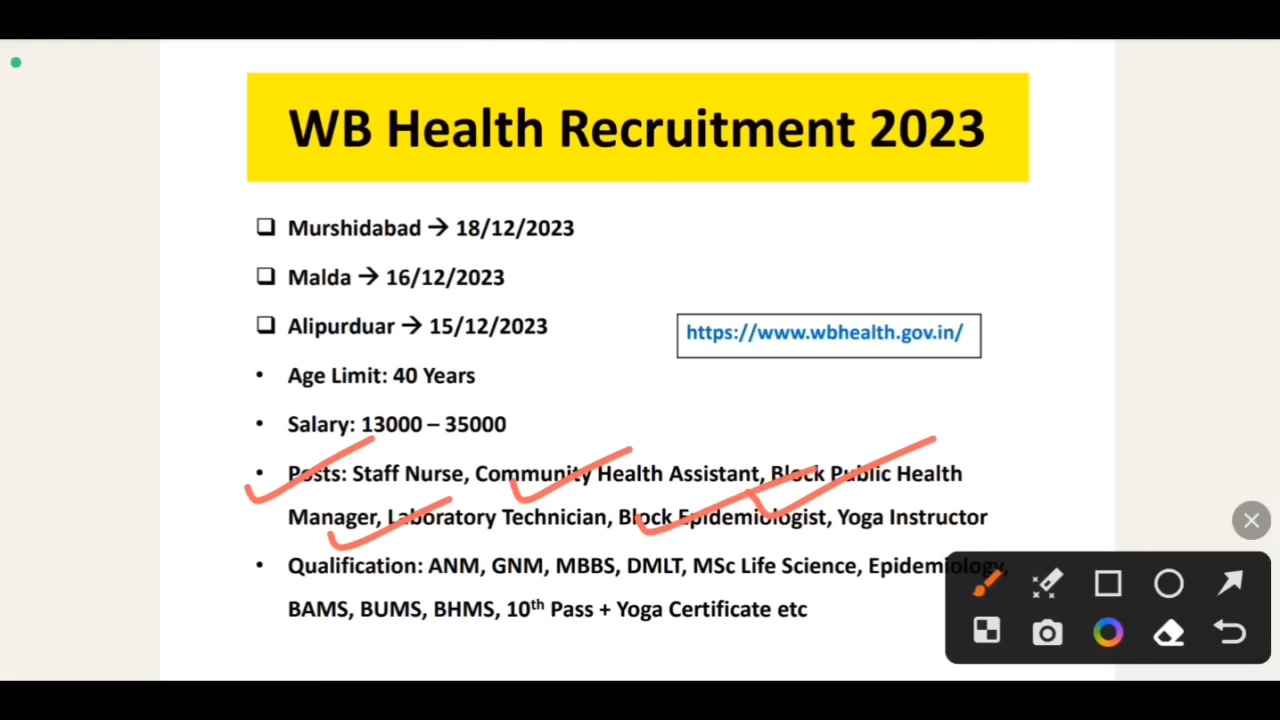 WB Health Recruitment 2023
Murshidabad → 18/12/2023
Malda → 16/12/2023
Alipurduar → 15/12/2023
https://www.wbhealth.gov.in/
• Age Limit: 40 Years
• Salary: 13000 – 35000
• Posts: Staff Nurse, Community Health Assistant, Block Public Health
Manager, Laboratory Technician, Block Epidemiologist, Yoga Instructor
• Qualification: ANM, GNM, MBBS, DMLT, MSc Life Science, Epidemiology,
BAMS, BUMS, BHMS, 10th Pass + Yoga Certificate etc